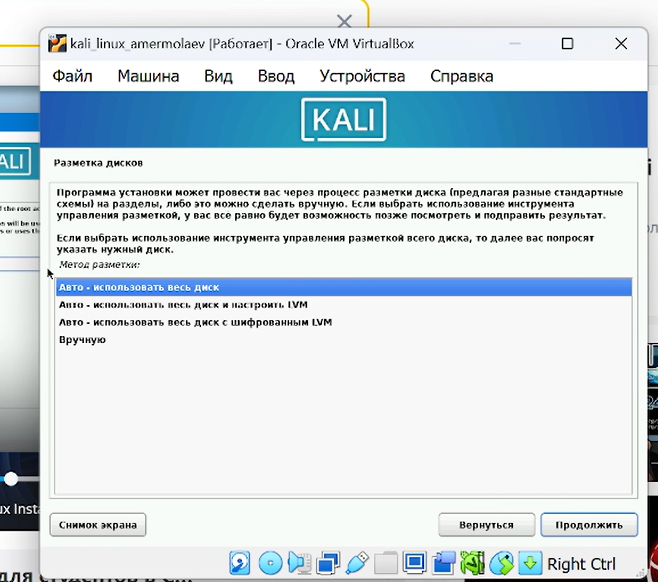 kali_linux_amermolaev [Работает] - Oracle VM VirtualBox
Файл Машина Вид Ввод Устройства Справка
KALI
Разметка дисков
Программа установки может провести вас через процесс разметки диска (предлагая разные стандартные
схемы) на разделы, либо это можно сделать вручную. Если выбрать использование инструмента
управления разметкой, у вас всё равно будет возможность позже посмотреть и подправить результат.
Если выбрать использование инструмента управления разметкой всего диска, то далее вас попросят
указать нужный диск.
Метод разметки:
Авто - использовать весь диск
Авто - использовать весь диск и настроить LVM
Авто - использовать весь диск с шифрованным LVM
Вручную
Снимок экрана Вернуться Продолжить
Right Ctrl